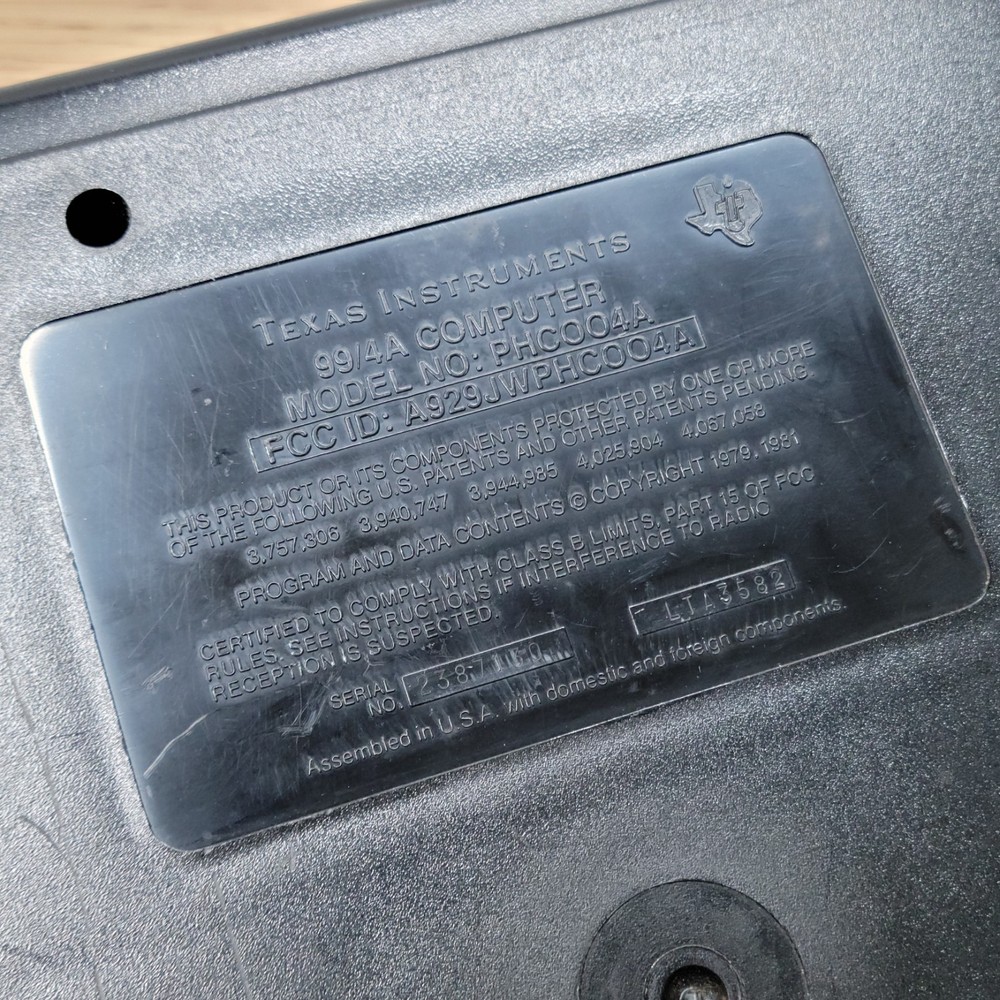 TEXAS INSTRUMENTS
99/4A COMPUTER
MODEL NO: PHC004A
FCC ID: A929JWPHC004A
THIS PRODUCT OR ITS COMPONENTS PROTECTED BY ONE OR MORE
OF THE FOLLOWING U.S. PATENTS AND OTHER PATENTS PENDING
3,757,306 3,940,747 3,944,985 4,025,904 4,067,058
PROGRAM AND DATA CONTENTS © COPYRIGHT 1979, 1981
CERTIFIED TO COMPLY WITH CLASS B LIMITS, PART 15 OF FCC
RULES. SEE INSTRUCTIONS IF INTERFERENCE TO RADIO
RECEPTION IS SUSPECTED.
SERIAL
NO. LTA3582
Assembled in U.S.A. with domestic and foreign components.